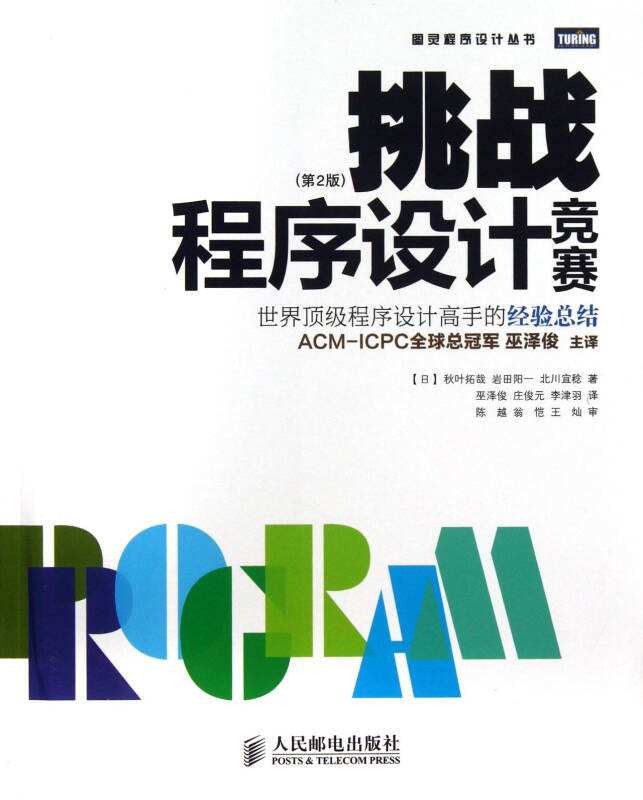 图灵程序设计丛书 TURING
挑战
(第2版)
程序设计竞赛
世界顶级程序设计高手的经验总结
ACM-ICPC全球总冠军 巫泽俊 主译
【日】 秋叶拓哉 岩田阳一 北川宜稔 著
巫泽俊 庄俊元 李津羽 译
陈越 翁恺 王灿 审
PROGRAM
人民邮电出版社
POSTS & TELECOM PRESS